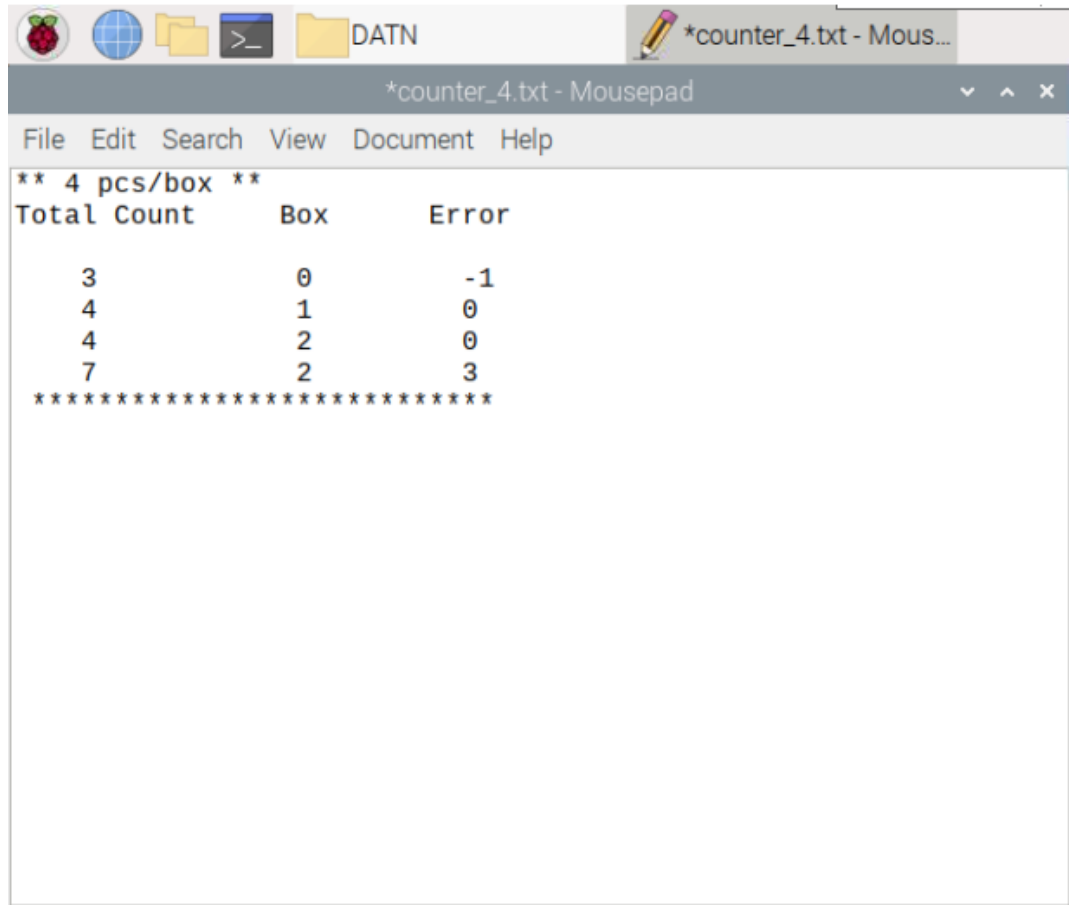 >_ DATN *counter_4.txt - Mous...
*counter_4.txt - Mousepad
File Edit Search View Document Help
** 4 pcs/box **
Total Count Box Error
3 0 -1
4 1 0
4 2 0
7 2 3
****************************